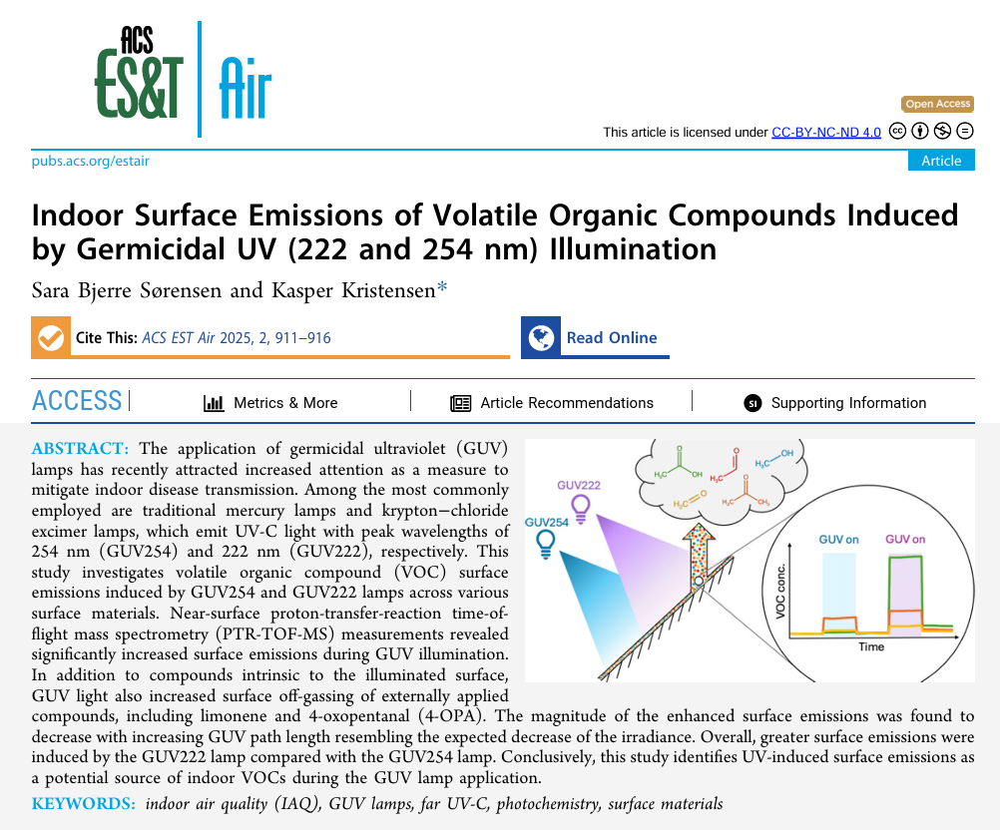 ACS
ES&T Air
Open Access
This article is licensed under CC-BY-NC-ND 4.0
pubs.acs.org/estair
Article
Indoor Surface Emissions of Volatile Organic Compounds Induced
by Germicidal UV (222 and 254 nm) Illumination
Sara Bjerre Sørensen and Kasper Kristensen*
Cite This: ACS EST Air 2025, 2, 911−916
Read Online
ACCESS
Metrics & More
Article Recommendations
SI Supporting Information
ABSTRACT: The application of germicidal ultraviolet (GUV)
lamps has recently attracted increased attention as a measure to
mitigate indoor disease transmission. Among the most commonly
employed are traditional mercury lamps and krypton−chloride
excimer lamps, which emit UV-C light with peak wavelengths of
254 nm (GUV254) and 222 nm (GUV222), respectively. This
study investigates volatile organic compound (VOC) surface
emissions induced by GUV254 and GUV222 lamps across various
surface materials. Near-surface proton-transfer-reaction time-of-
flight mass spectrometry (PTR-TOF-MS) measurements revealed
significantly increased surface emissions during GUV illumination.
In addition to compounds intrinsic to the illuminated surface,
GUV light also increased surface off-gassing of externally applied
compounds, including limonene and 4-oxopentanal (4-OPA). The magnitude of the enhanced surface emissions was found to
decrease with increasing GUV path length resembling the expected decrease of the irradiance. Overall, greater surface emissions were
induced by the GUV222 lamp compared with the GUV254 lamp. Conclusively, this study identifies UV-induced surface emissions as
a potential source of indoor VOCs during the GUV lamp application.
GUV222
GUV254
O
H₃C OH
O
H₃C
H₃C OH
H₂C O
O
H₃C CH₃
GUV on
GUV on
VOC conc.
Time
KEYWORDS: indoor air quality (IAQ), GUV lamps, far UV-C, photochemistry, surface materials